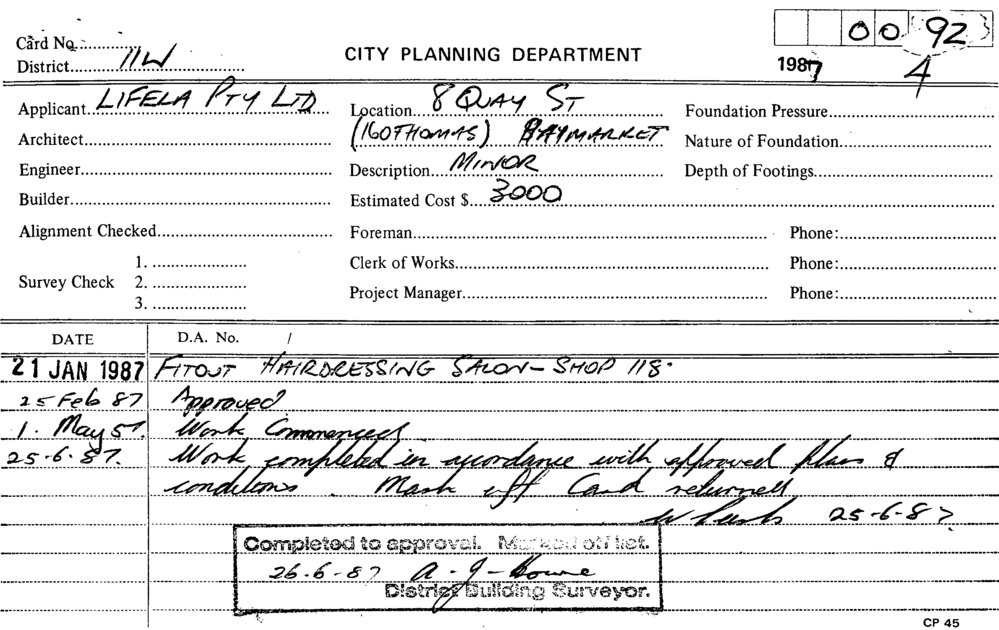 Card No.
0092
District 11W
CITY PLANNING DEPARTMENT
1987
4
Applicant LIFELA PTY LTD
Location 8 QUAY ST
Foundation Pressure
Architect
(160 THOMAS) HAYMARKET
Nature of Foundation
Engineer
Description MINOR
Depth of Footings
Builder
Estimated Cost $ 3000
Alignment Checked
Foreman
Phone:
Survey Check
1.
2.
3.
Clerk of Works
Phone:
Project Manager
Phone:
DATE D.A. No. /
21 JAN 1987 FITOUT HAIRDRESSING SALON - SHOP 118.
25 Feb 87 Approved
1. May 87. Work Commenced
25-6-87. Work completed in accordance with approved plans &
conditions. Mark off Card returned
25-6-87
Completed to approval. Marked off list.
26.6-87 A-J-
District Building Surveyor.
CP 45